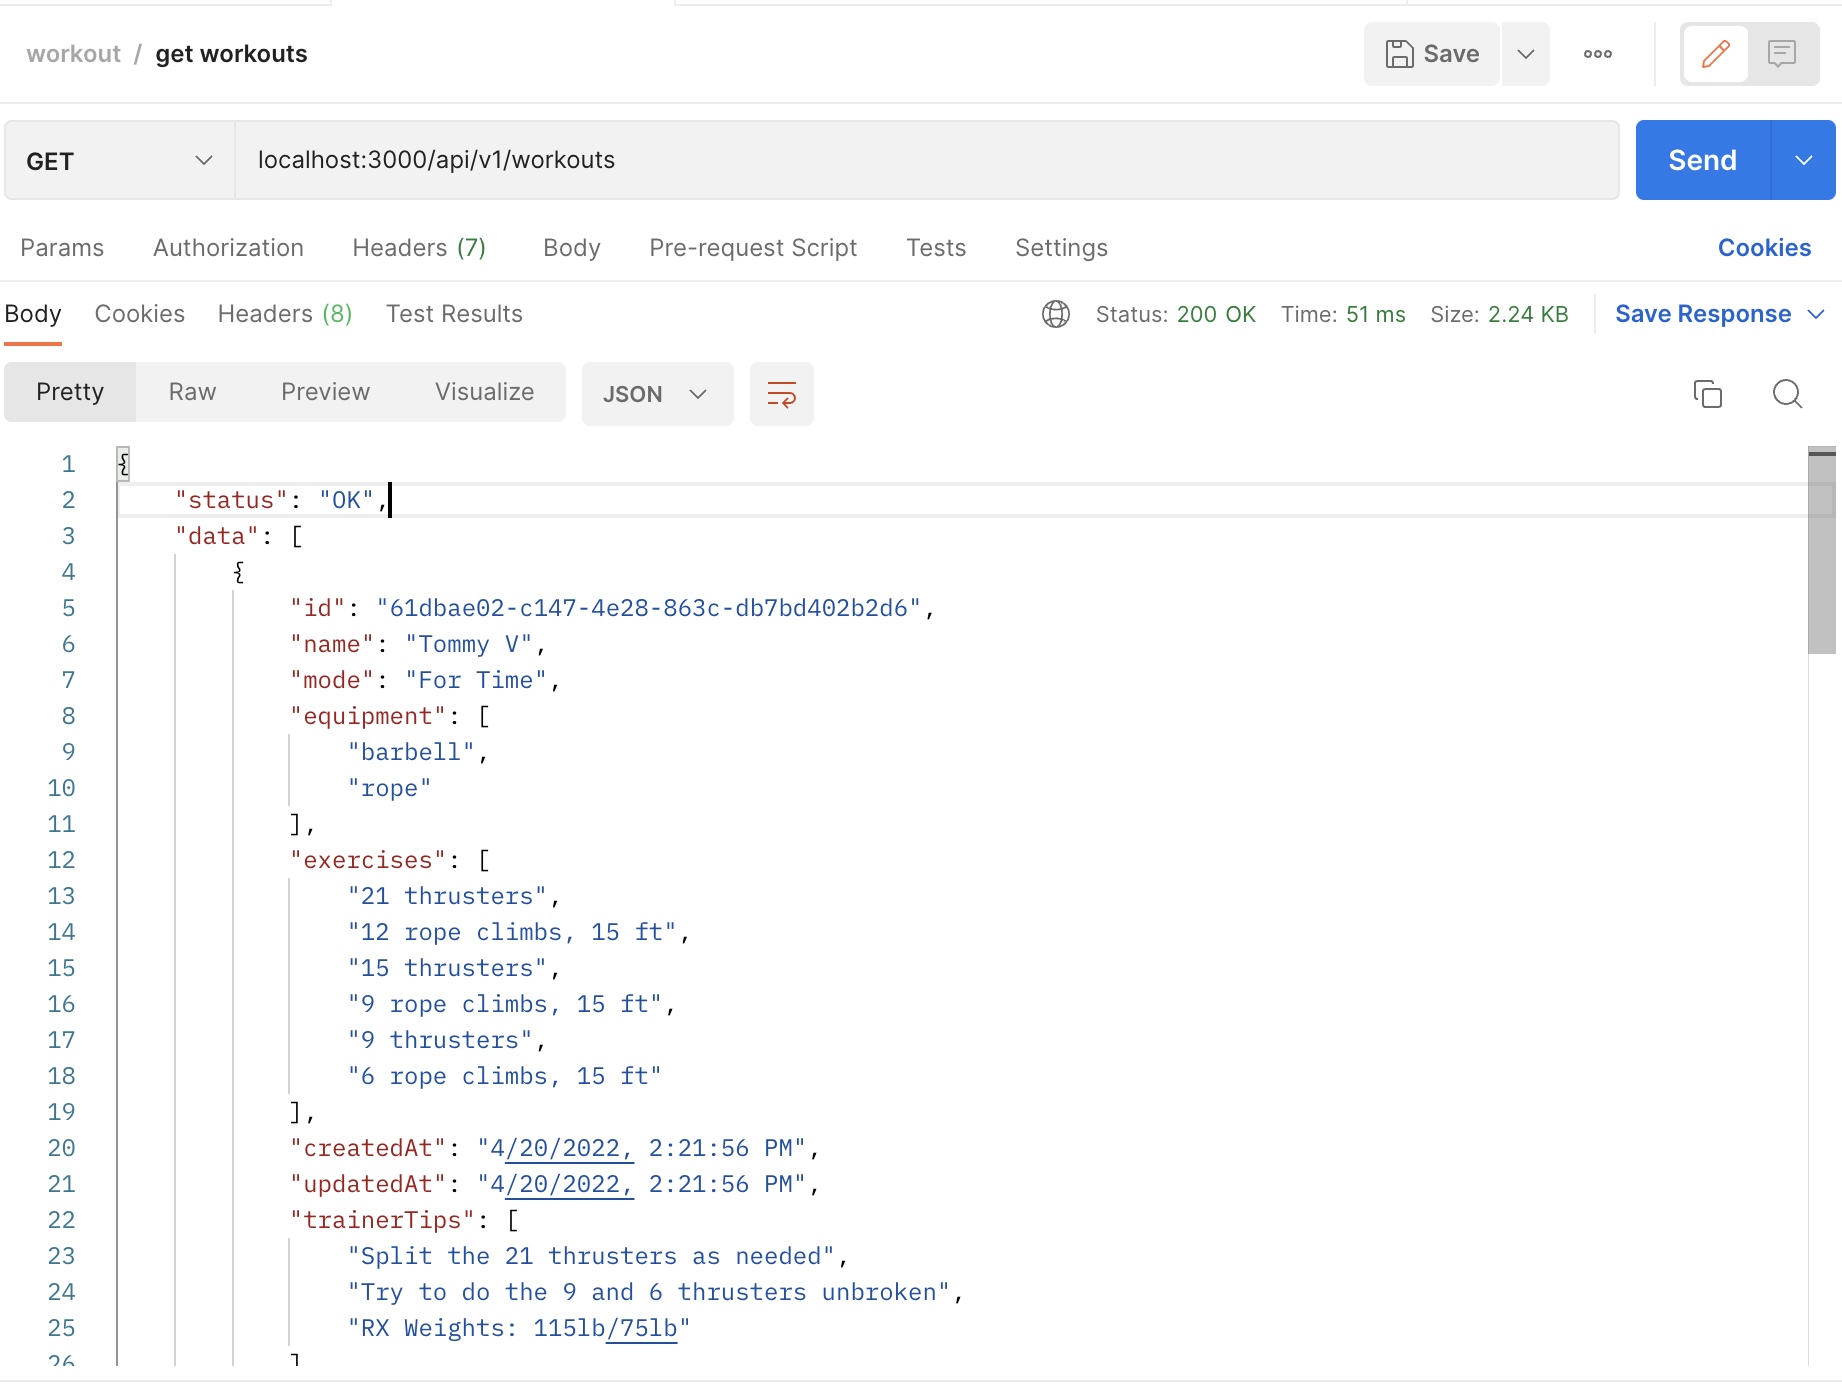 workout / get workouts
Save
GET
localhost:3000/api/v1/workouts
Send
Params Authorization Headers (7) Body Pre-request Script Tests Settings Cookies
Body Cookies Headers (8) Test Results Status: 200 OK Time: 51 ms Size: 2.24 KB Save Response
Pretty Raw Preview Visualize JSON
1 {
2 "status": "OK",
3 "data": [
4 {
5 "id": "61dbae02-c147-4e28-863c-db7bd402b2d6",
6 "name": "Tommy V",
7 "mode": "For Time",
8 "equipment": [
9 "barbell",
10 "rope"
11 ],
12 "exercises": [
13 "21 thrusters",
14 "12 rope climbs, 15 ft",
15 "15 thrusters",
16 "9 rope climbs, 15 ft",
17 "9 thrusters",
18 "6 rope climbs, 15 ft"
19 ],
20 "createdAt": "4/20/2022, 2:21:56 PM",
21 "updatedAt": "4/20/2022, 2:21:56 PM",
22 "trainerTips": [
23 "Split the 21 thrusters as needed",
24 "Try to do the 9 and 6 thrusters unbroken",
25 "RX Weights: 115lb/75lb"
26 ]